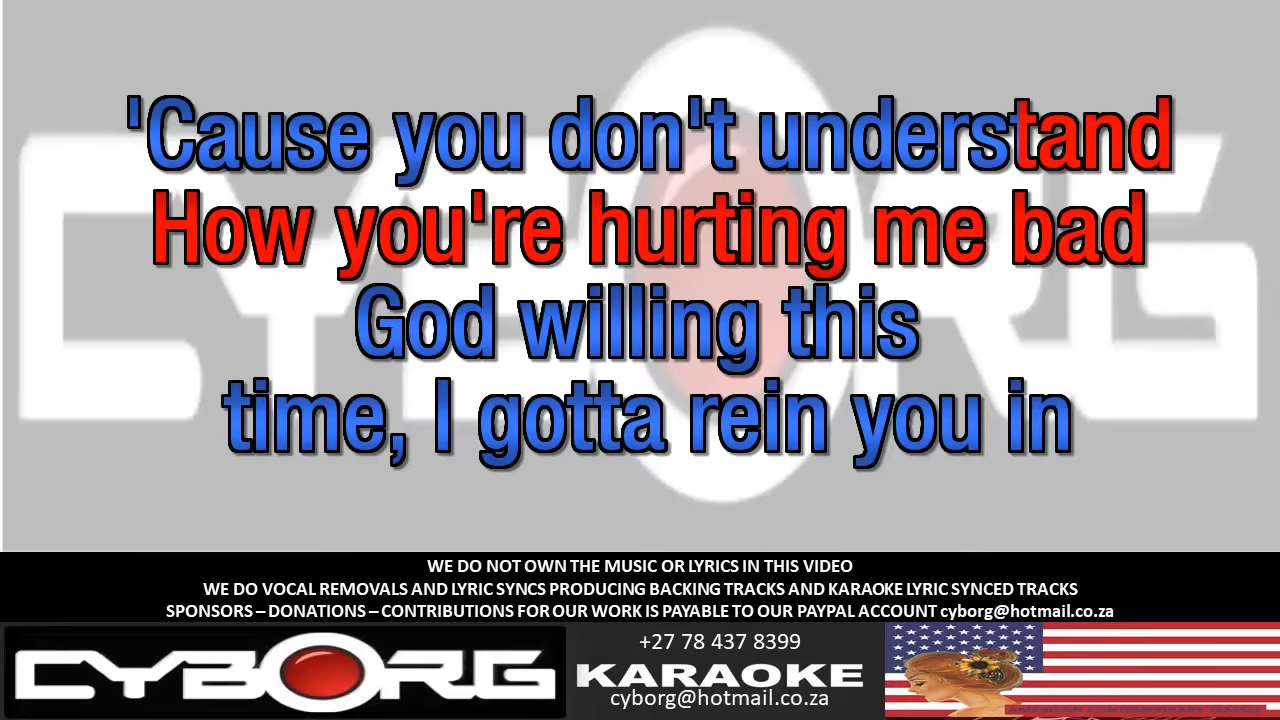 'Cause you don't understand
How you're hurting me bad
God willing this
time, I gotta rein you in
WE DO NOT OWN THE MUSIC OR LYRICS IN THIS VIDEO
WE DO VOCAL REMOVALS AND LYRIC SYNCS PRODUCING BACKING TRACKS AND KARAOKE LYRIC SYNCED TRACKS
SPONSORS – DONATIONS – CONTRIBUTIONS FOR OUR WORK IS PAYABLE TO OUR PAYPAL ACCOUNT cyborg@hotmail.co.za
CYBORG
+27 78 437 8399
KARAOKE
cyborg@hotmail.co.za
AMERICAN CONTEMPORARY FEMALE